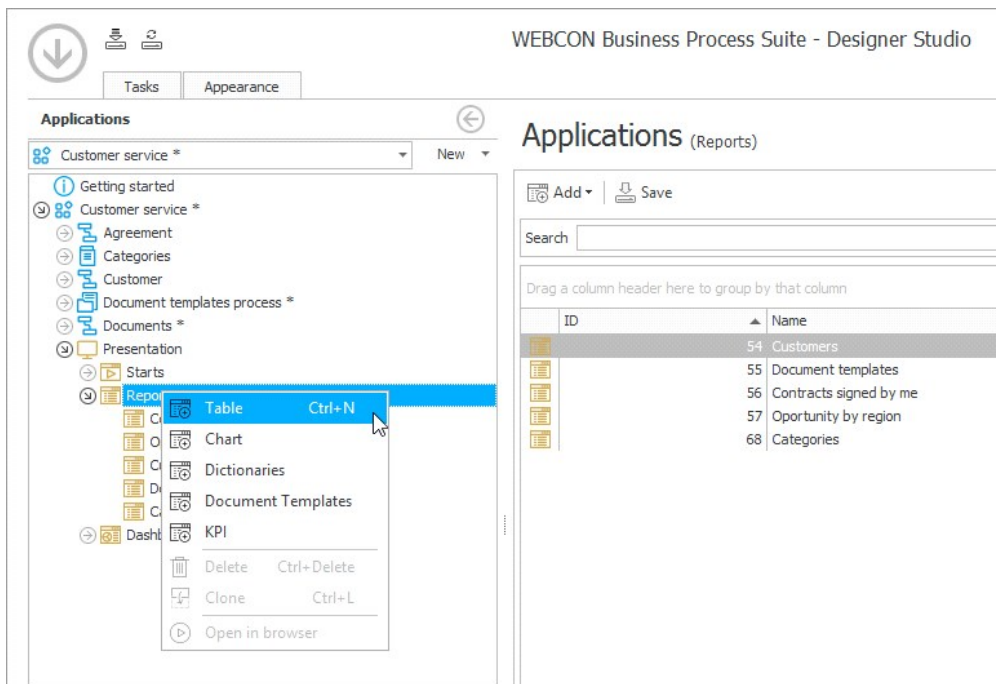 WEBCON Business Process Suite - Designer Studio
Tasks Appearance
Applications
Customer service * New
Getting started
Customer service *
Agreement
Categories
Customer
Document templates process *
Documents *
Presentation
Starts
Table Ctrl+N
Chart
Dictionaries
Document Templates
KPI
Delete Ctrl+Delete
Clone Ctrl+L
Open in browser
Applications (Reports)
Add Save
Search
Drag a column header here to group by that column
ID Name
54 Customers
55 Document templates
56 Contracts signed by me
57 Oportunity by region
68 Categories